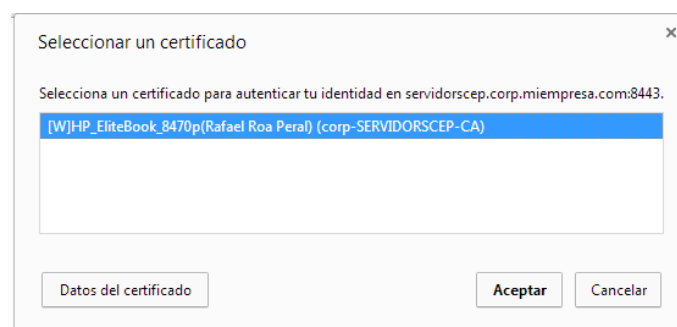 Seleccionar un certificado
Selecciona un certificado para autenticar tu identidad en servidorscep.corp.miempresa.com:8443.
[W]HP_EliteBook_8470p(Rafael Roa Peral) (corp-SERVIDORSCEP-CA)
Datos del certificado
Aceptar
Cancelar